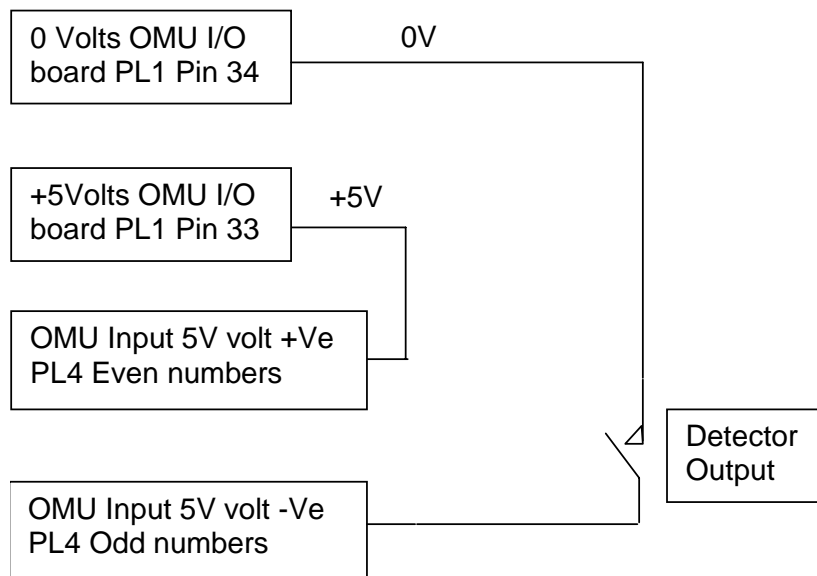 0 Volts OMU I/O
board PL1 Pin 34
0V
+5Volts OMU I/O
board PL1 Pin 33
+5V
OMU Input 5V volt +Ve
PL4 Even numbers
Detector
Output
OMU Input 5V volt -Ve
PL4 Odd numbers